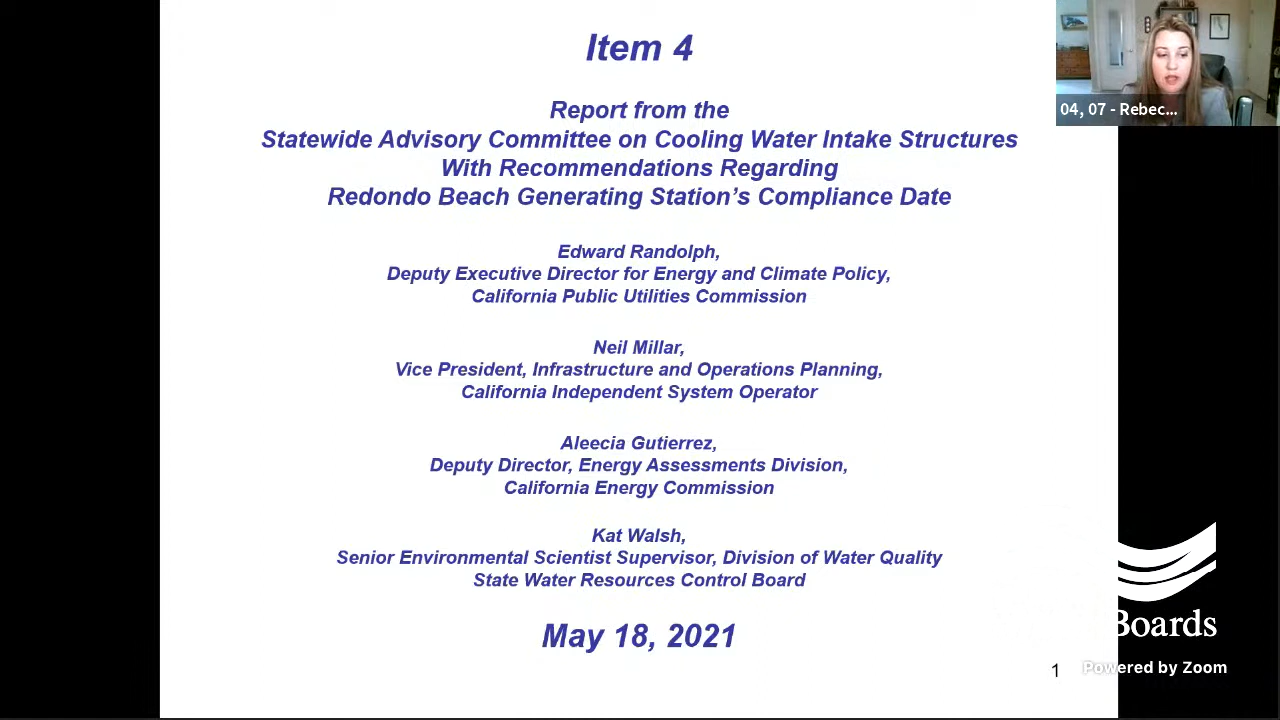 Item 4
Report from the
Statewide Advisory Committee on Cooling Water Intake Structures
With Recommendations Regarding
Redondo Beach Generating Station's Compliance Date
Edward Randolph,
Deputy Executive Director for Energy and Climate Policy,
California Public Utilities Commission
Neil Millar,
Vice President, Infrastructure and Operations Planning,
California Independent System Operator
Aleecia Gutierrez,
Deputy Director, Energy Assessments Division,
California Energy Commission
Kat Walsh,
Senior Environmental Scientist Supervisor, Division of Water Quality
State Water Resources Control Board
May 18, 2021
1
04, 07 - Rebec...
Boards
Powered by Zoom